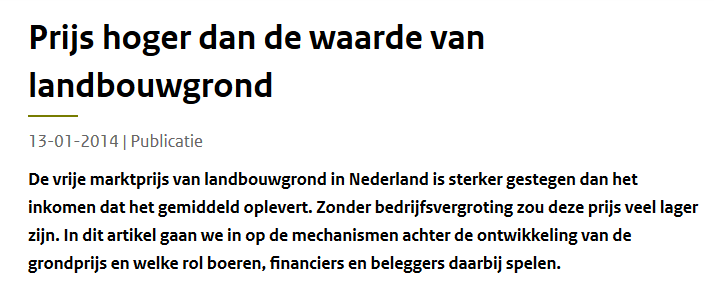 Prijs hoger dan de waarde van
landbouwgrond
13-01-2014 | Publicatie
De vrije marktprijs van landbouwgrond in Nederland is sterker gestegen dan het
inkomen dat het gemiddeld oplevert. Zonder bedrijfsvergroting zou deze prijs veel lager
zijn. In dit artikel gaan we in op de mechanismen achter de ontwikkeling van de
grondprijs en welke rol boeren, financiers en beleggers daarbij spelen.